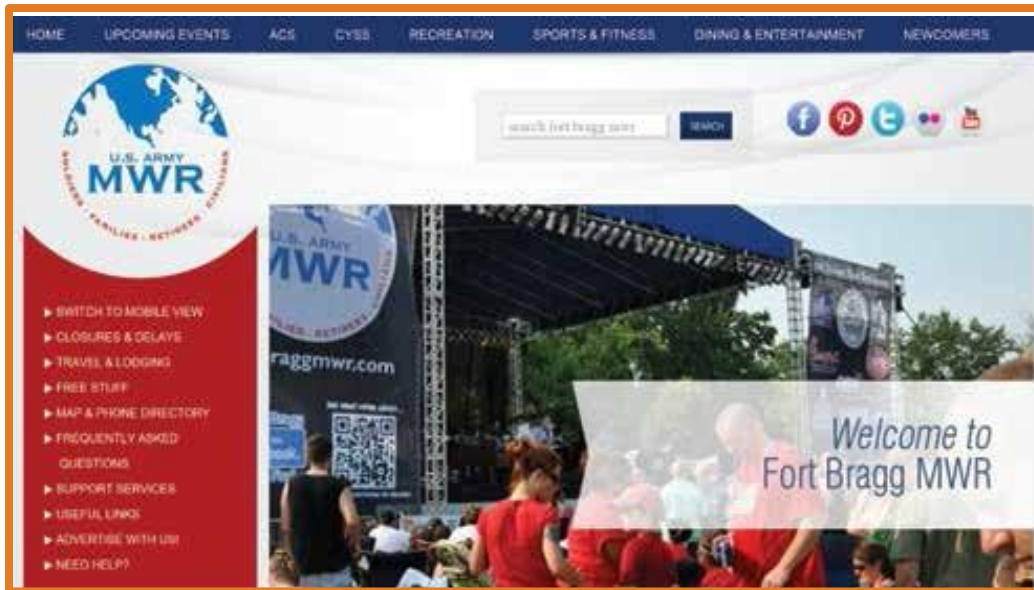 HOME UPCOMING EVENTS ACS CYSS RECREATION SPORTS & FITNESS DINING & ENTERTAINMENT NEWCOMERS
search fort bragg mwr SEARCH
U.S. ARMY
MWR
SOLDIERS · FAMILIES · RETIREES · CIVILIANS
U.S. ARMY
MWR
raggmwr.com
▶ SWITCH TO MOBILE VIEW
▶ CLOSURES & DELAYS
▶ TRAVEL & LODGING
▶ FREE STUFF
▶ MAP & PHONE DIRECTORY
▶ FREQUENTLY ASKED
QUESTIONS
▶ SUPPORT SERVICES
▶ USEFUL LINKS
▶ ADVERTISE WITH US!
▶ NEED HELP?
Welcome to
Fort Bragg MWR